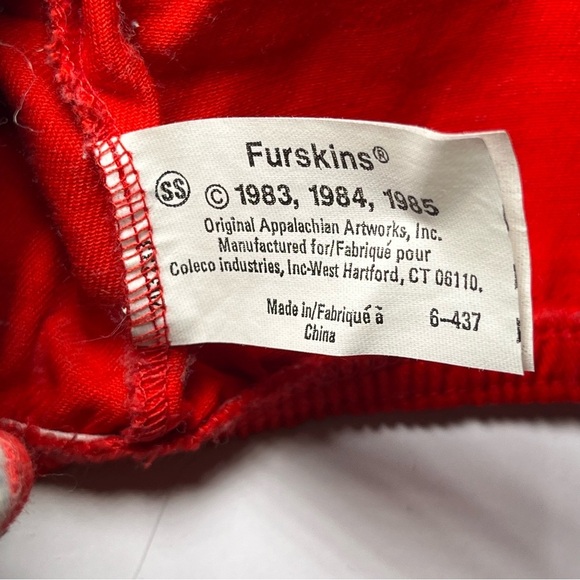 Furskins®
SS © 1983, 1984, 1985
Original Appalachian Artworks, Inc.
Manufactured for/Fabriqué pour
Coleco industries, Inc-West Hartford, CT 06110.
Made in/Fabriqué à 6-437
China